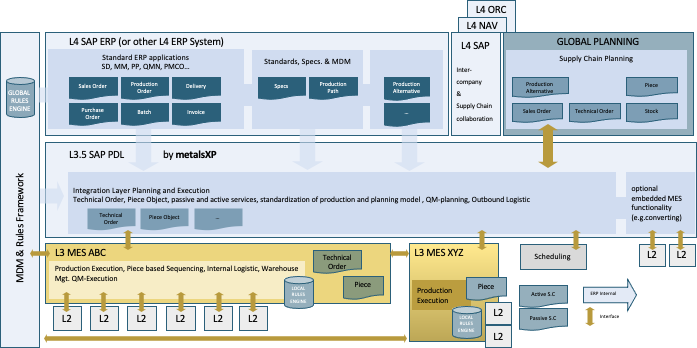 L4 ORC
L4 NAV
L4 SAP ERP (or other L4 ERP System)
Standard ERP applications
SD, MM, PP, QMN, PMCO...
Sales Order
Production
Order
Delivery
Purchase
Order
Batch
Invoice
Standards, Specs. & MDM
Specs
Production
Path
Production
Alternative
...
L4 SAP
Inter-
company
&
Supply Chain
collaboration
GLOBAL PLANNING
Supply Chain Planning
Production
Alternative
Piece
Sales Order
Technical Order
Stock
GLOBAL
RULES
ENGINE
MDM & Rules Framework
L3.5 SAP PDL by metalsXP
Integration Layer Planning and Execution
Technical Order, Piece Object, passive and active services, standardization of production and planning model , QM-planning, Outbound Logistic
Technical
Order
Piece Object
...
optional
embedded MES
functionality
(e.g.converting)
L3 MES ABC
Production Execution, Piece based Sequencing, Internal Logistic, Warehouse
Mgt. QM-Execution
Technical
Order
Piece
LOCAL
RULES
ENGINE
L2
L2
L2
L2
L2
L2
L3 MES XYZ
Production
Execution
Piece
LOCAL
RULES
ENGINE
L2
L2
Scheduling
L2
L2
Active S.C
Passive S.C
ERP Internal
Interface